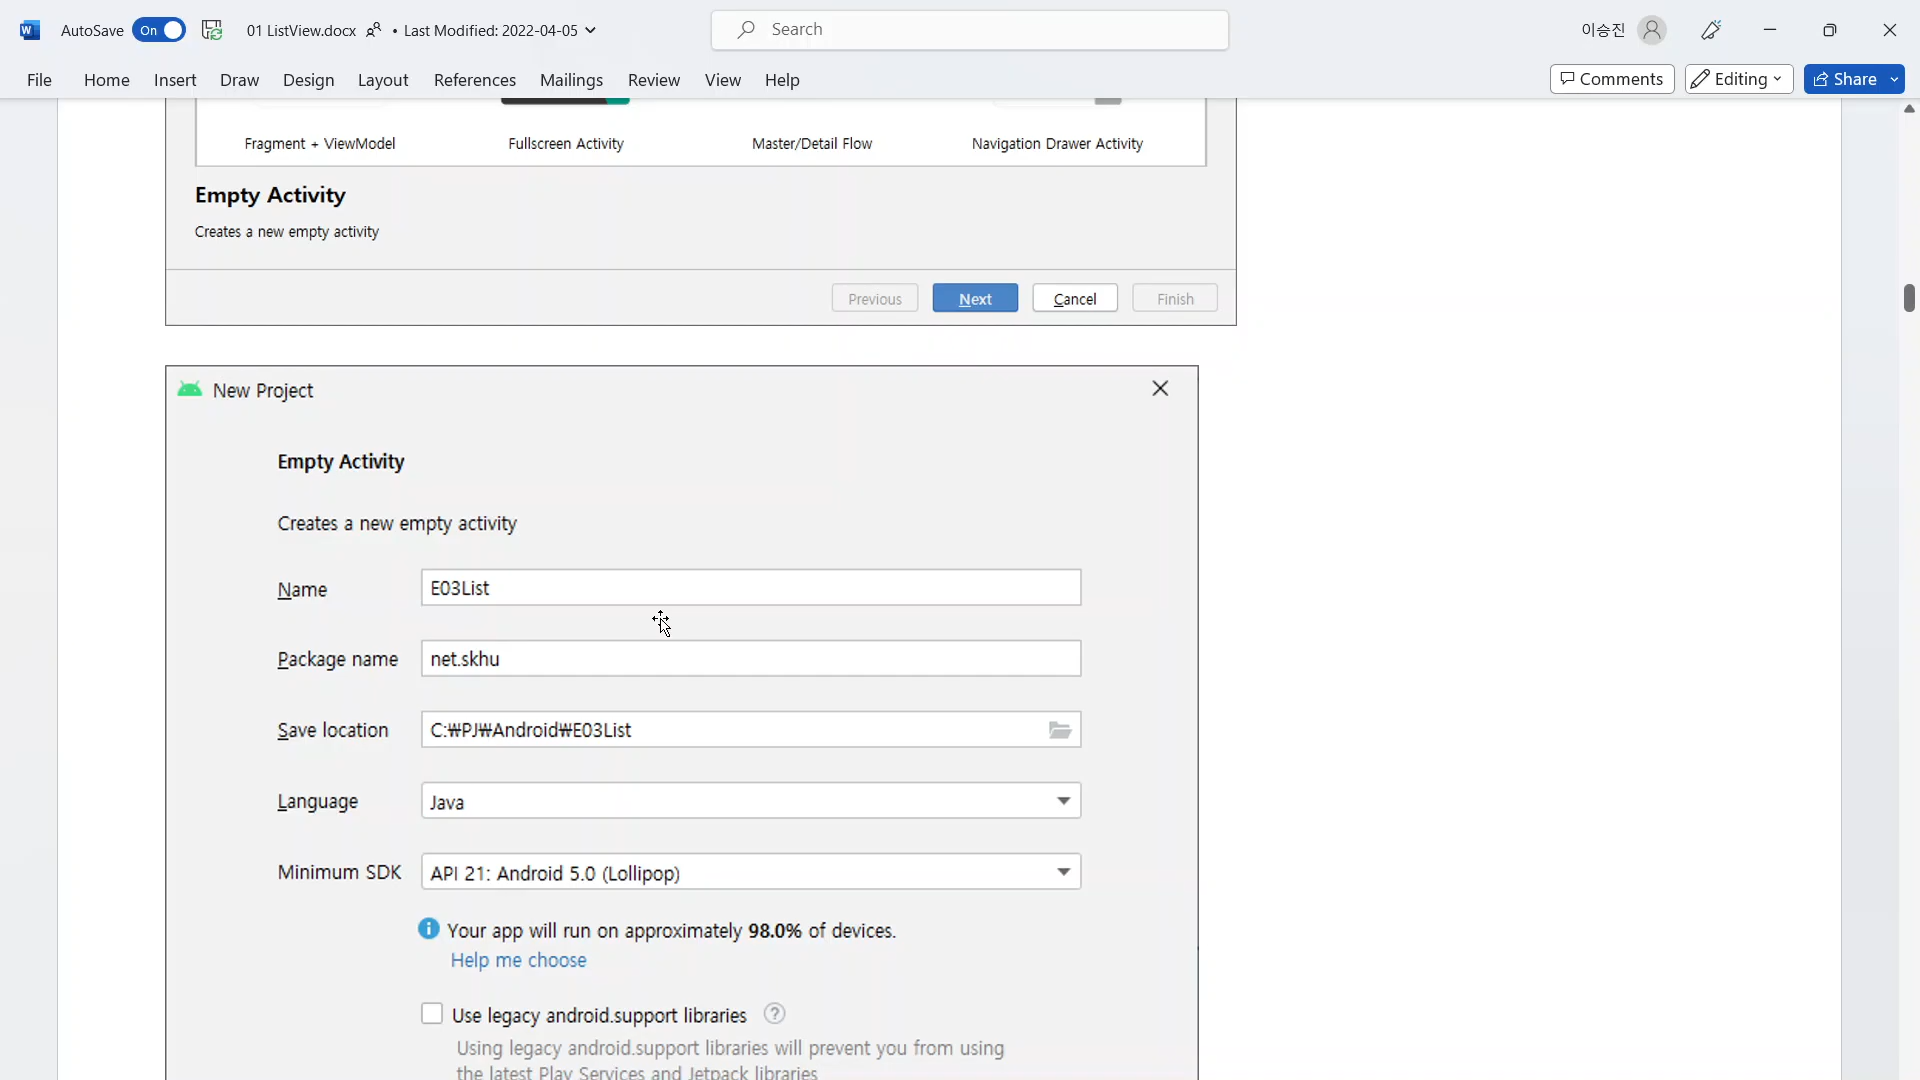 AutoSave On 01 ListView.docx • Last Modified: 2022-04-05 Search 이승진
File Home Insert Draw Design Layout References Mailings Review View Help Comments Editing Share
Fragment + ViewModel Fullscreen Activity Master/Detail Flow Navigation Drawer Activity
Empty Activity
Creates a new empty activity
Previous Next Cancel Finish
New Project
Empty Activity
Creates a new empty activity
Name E03List
Package name net.skhu
Save location C:₩PJ₩Android₩E03List
Language Java
Minimum SDK API 21: Android 5.0 (Lollipop)
Your app will run on approximately 98.0% of devices.
Help me choose
Use legacy android.support libraries ?
Using legacy android.support libraries will prevent you from using
the latest Play Services and Jetpack libraries